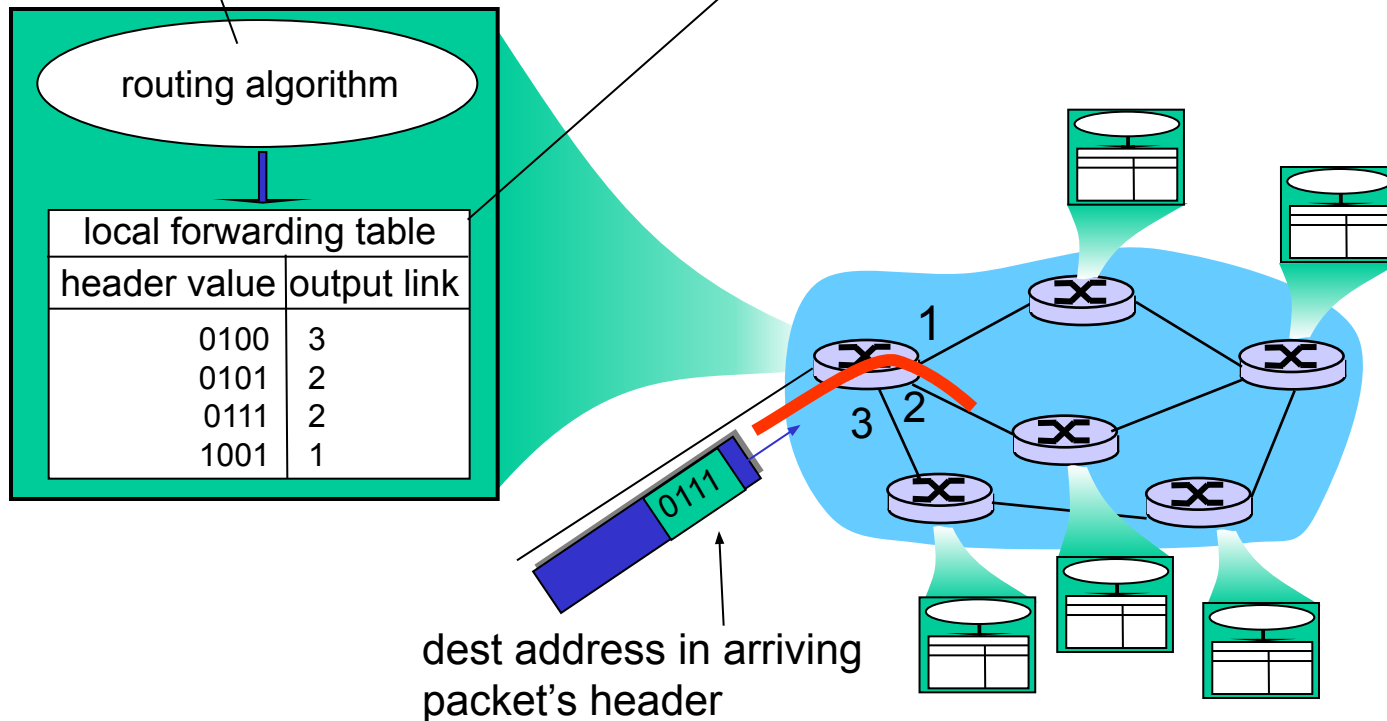 routing algorithm
local forwarding table
header value output link
0100 3
0101 2
0111 2
1001 1
1
2
3
0111
dest address in arriving
packet's header